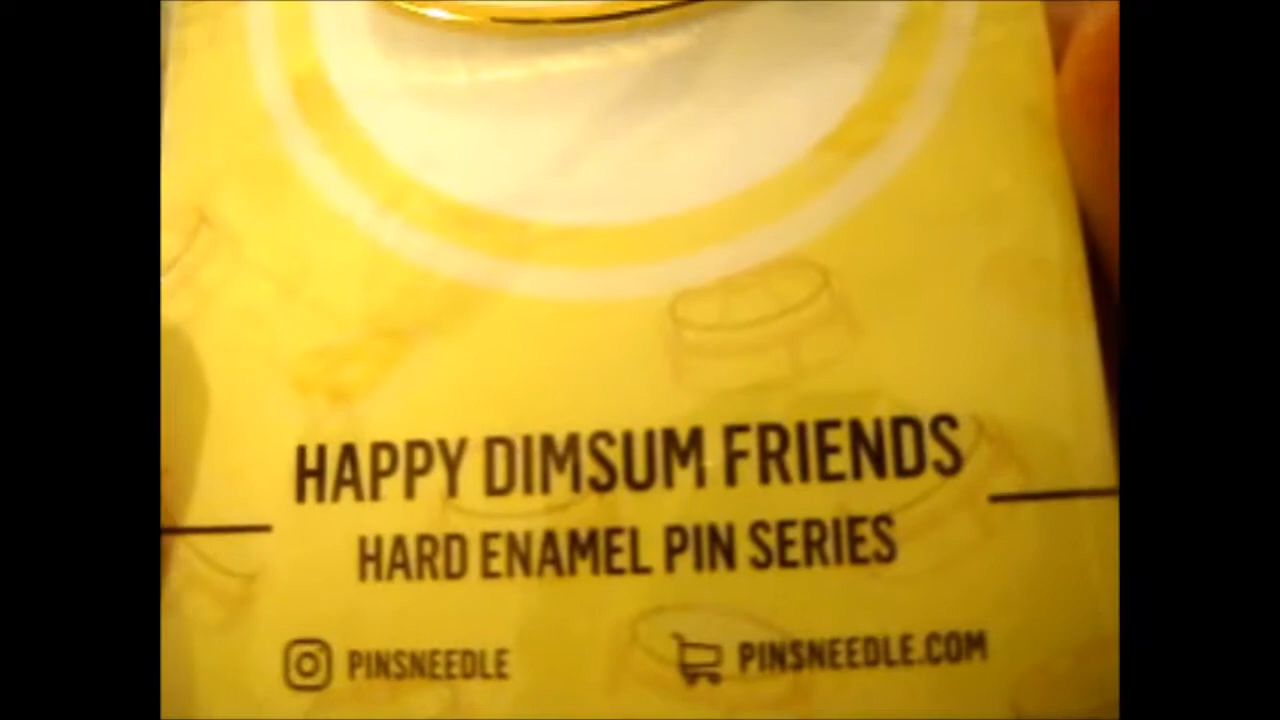 HAPPY DIMSUM FRIENDS
HARD ENAMEL PIN SERIES
PINSNEEDLE
PINSNEEDLE.COM